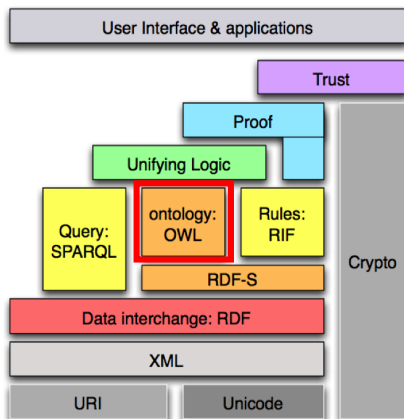 User Interface & applications
Trust
Proof
Unifying Logic
Query:
SPARQL
ontology:
OWL
Rules:
RIF
Crypto
RDF-S
Data interchange: RDF
XML
URI
Unicode